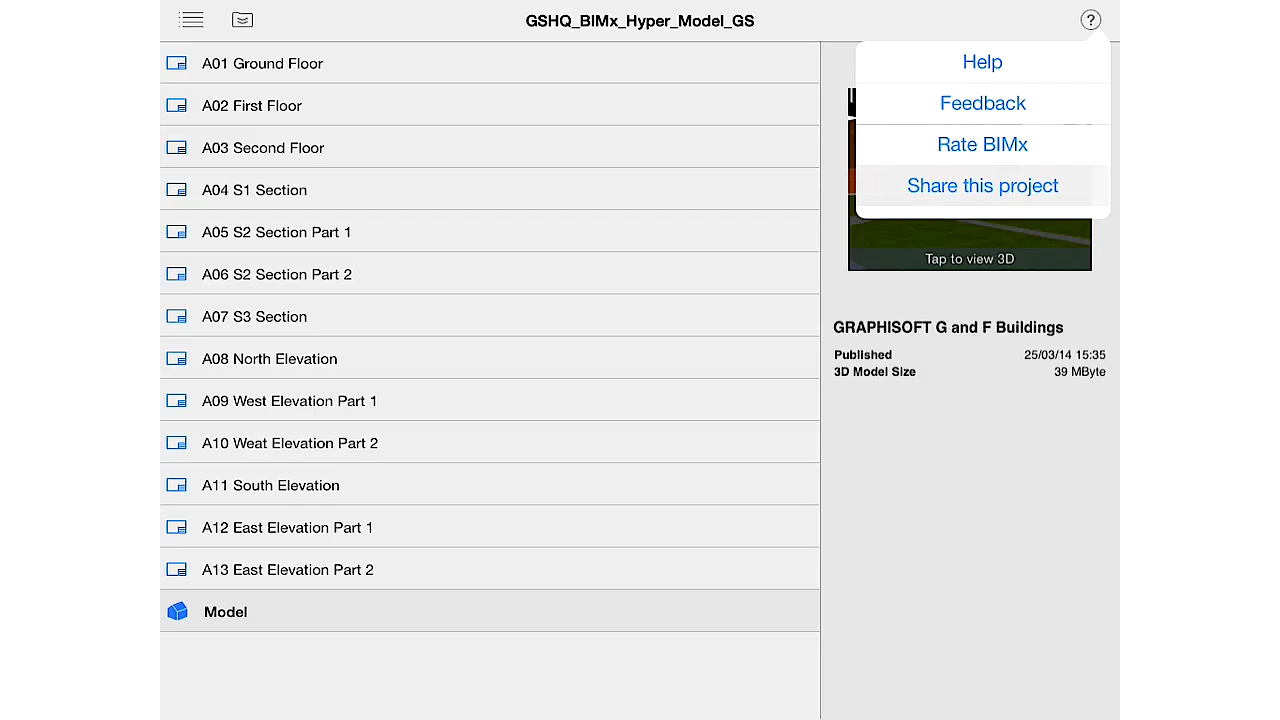 GSHQ_BIMx_Hyper_Model_GS
?
A01 Ground Floor
A02 First Floor
A03 Second Floor
A04 S1 Section
A05 S2 Section Part 1
A06 S2 Section Part 2
A07 S3 Section
A08 North Elevation
A09 West Elevation Part 1
A10 Weat Elevation Part 2
A11 South Elevation
A12 East Elevation Part 1
A13 East Elevation Part 2
Model
Help
Feedback
Rate BIMx
Share this project
Tap to view 3D
GRAPHISOFT G and F Buildings
Published 25/03/14 15:35
3D Model Size 39 MByte